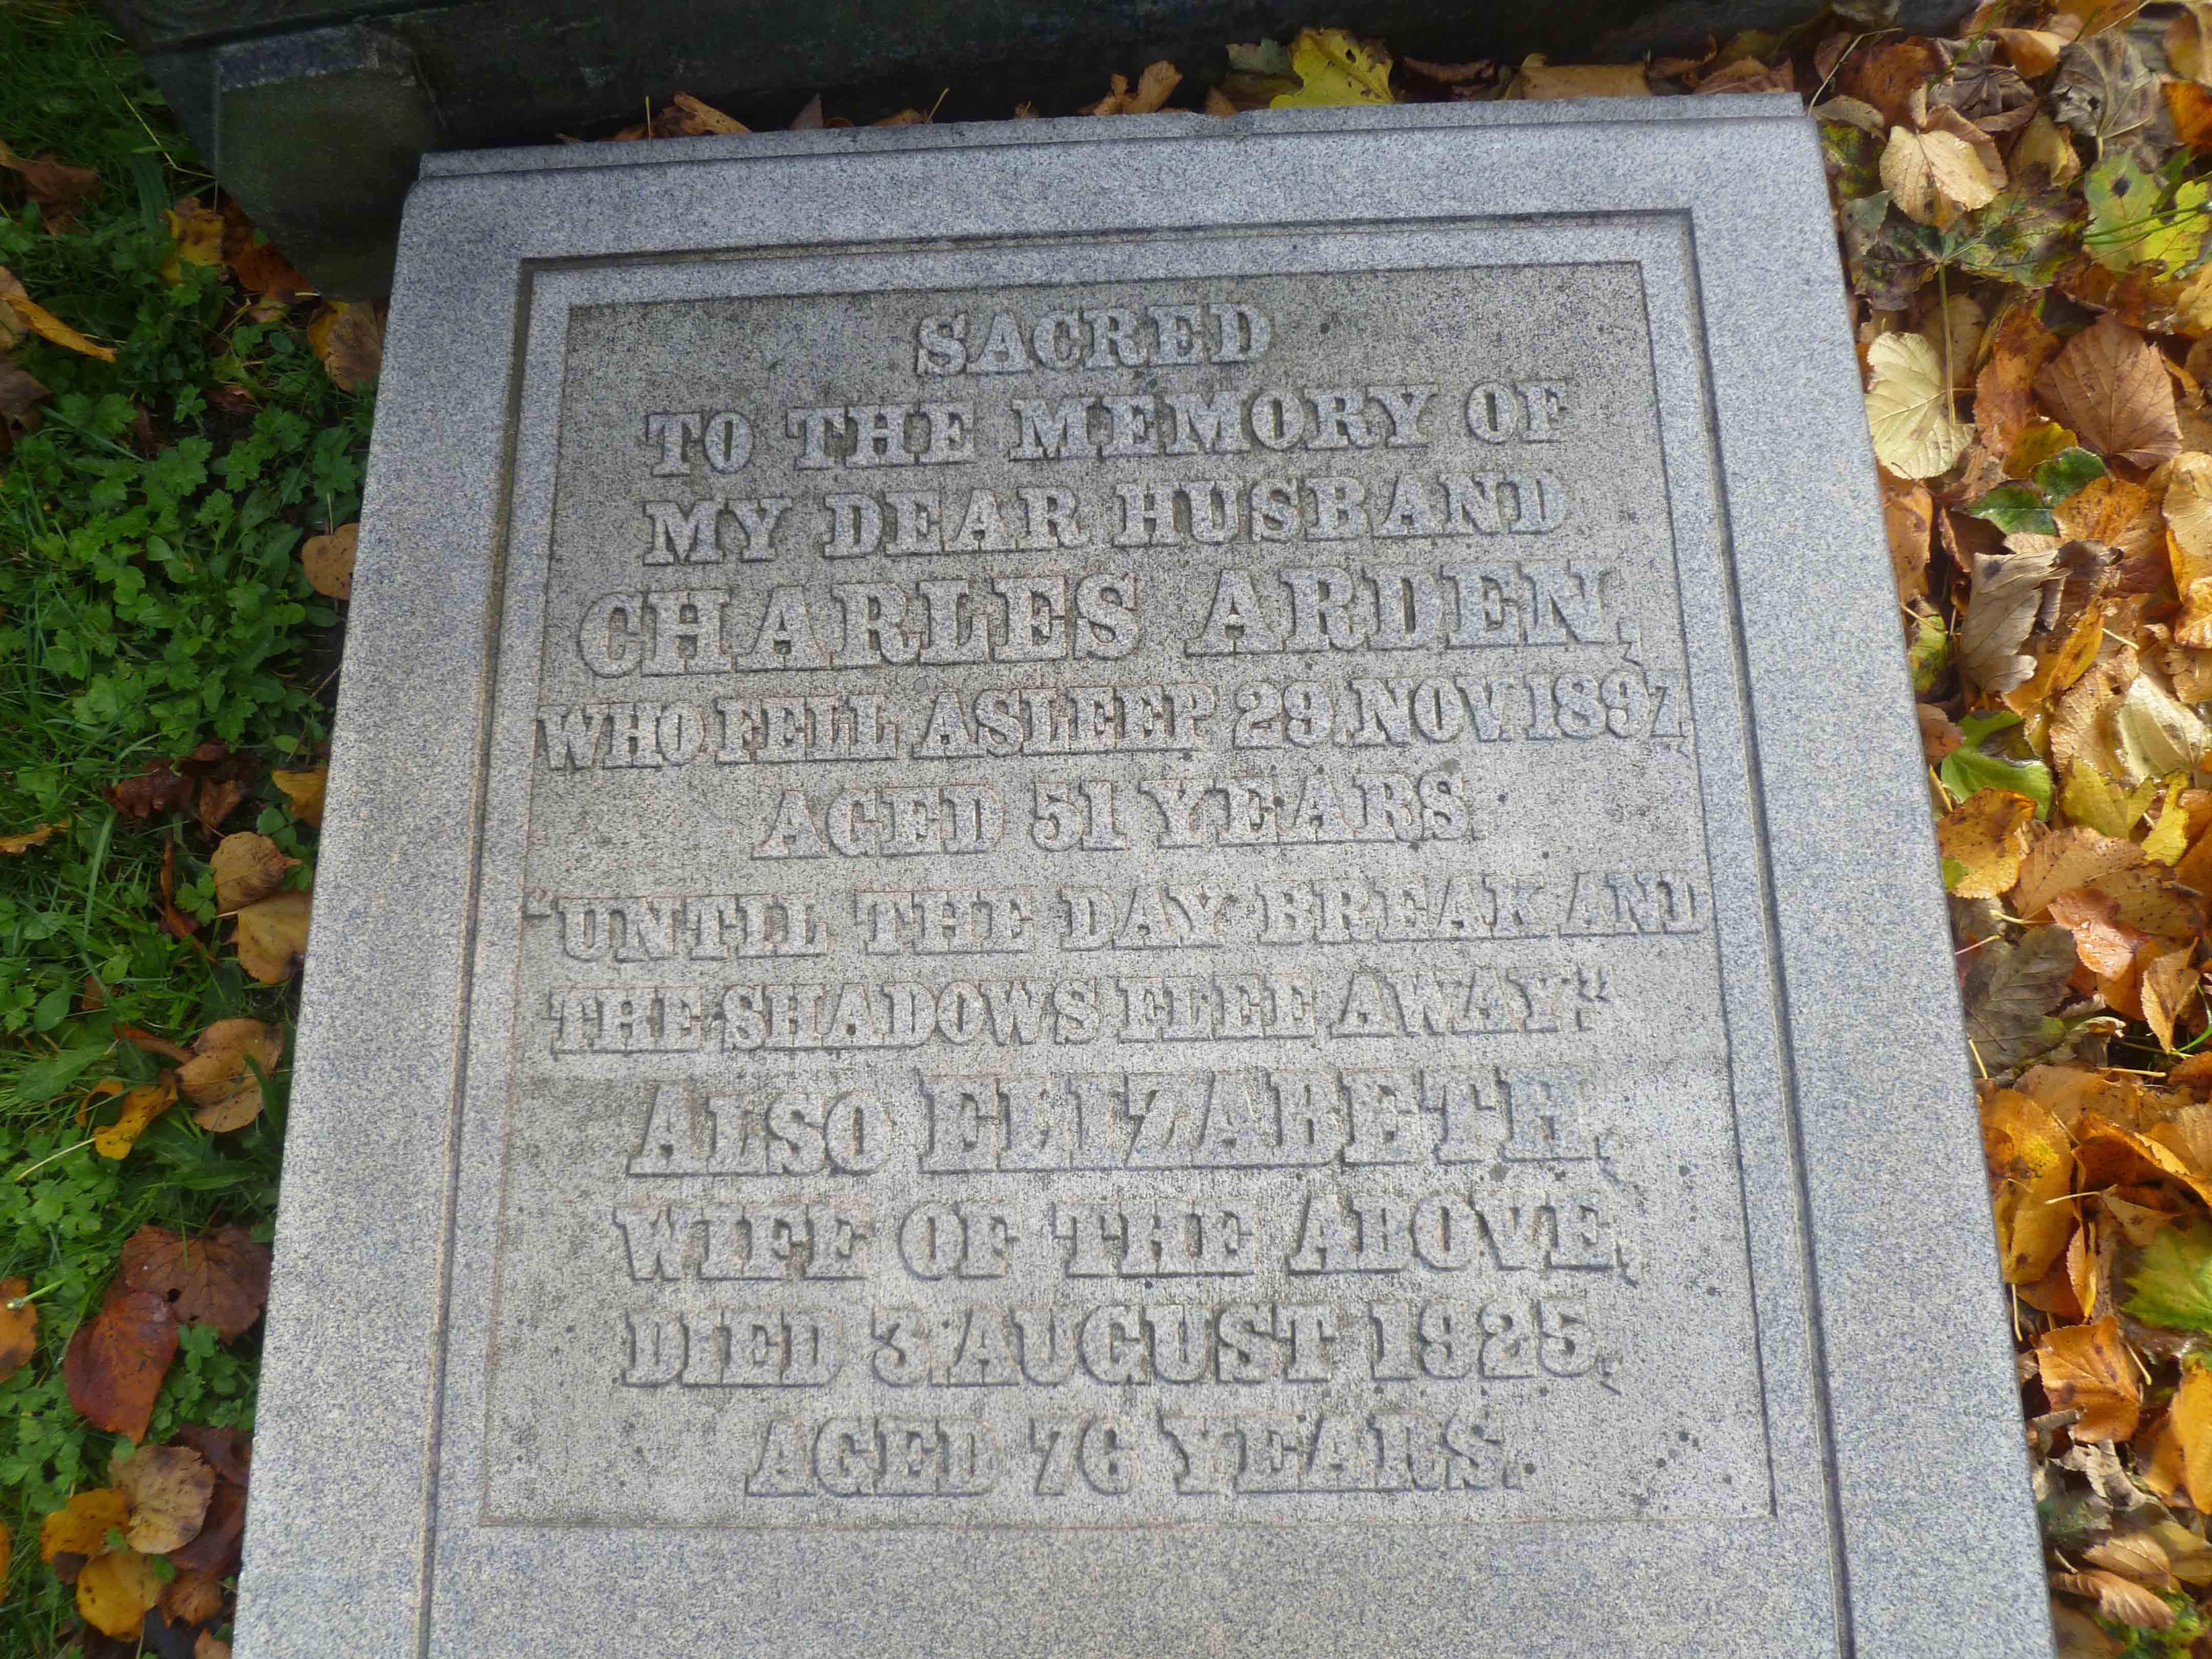 SACRED
TO THE MEMORY OF
MY DEAR HUSBAND
CHARLES ARDEN,
WHO FELL ASLEEP 29. NOV. 1897,
AGED 51 YEARS.
"UNTIL THE DAY BREAK AND
THE SHADOWS FLEE AWAY."
ALSO ELIZABETH,
WIFE OF THE ABOVE,
DIED 3. AUGUST 1925,
AGED 76 YEARS.